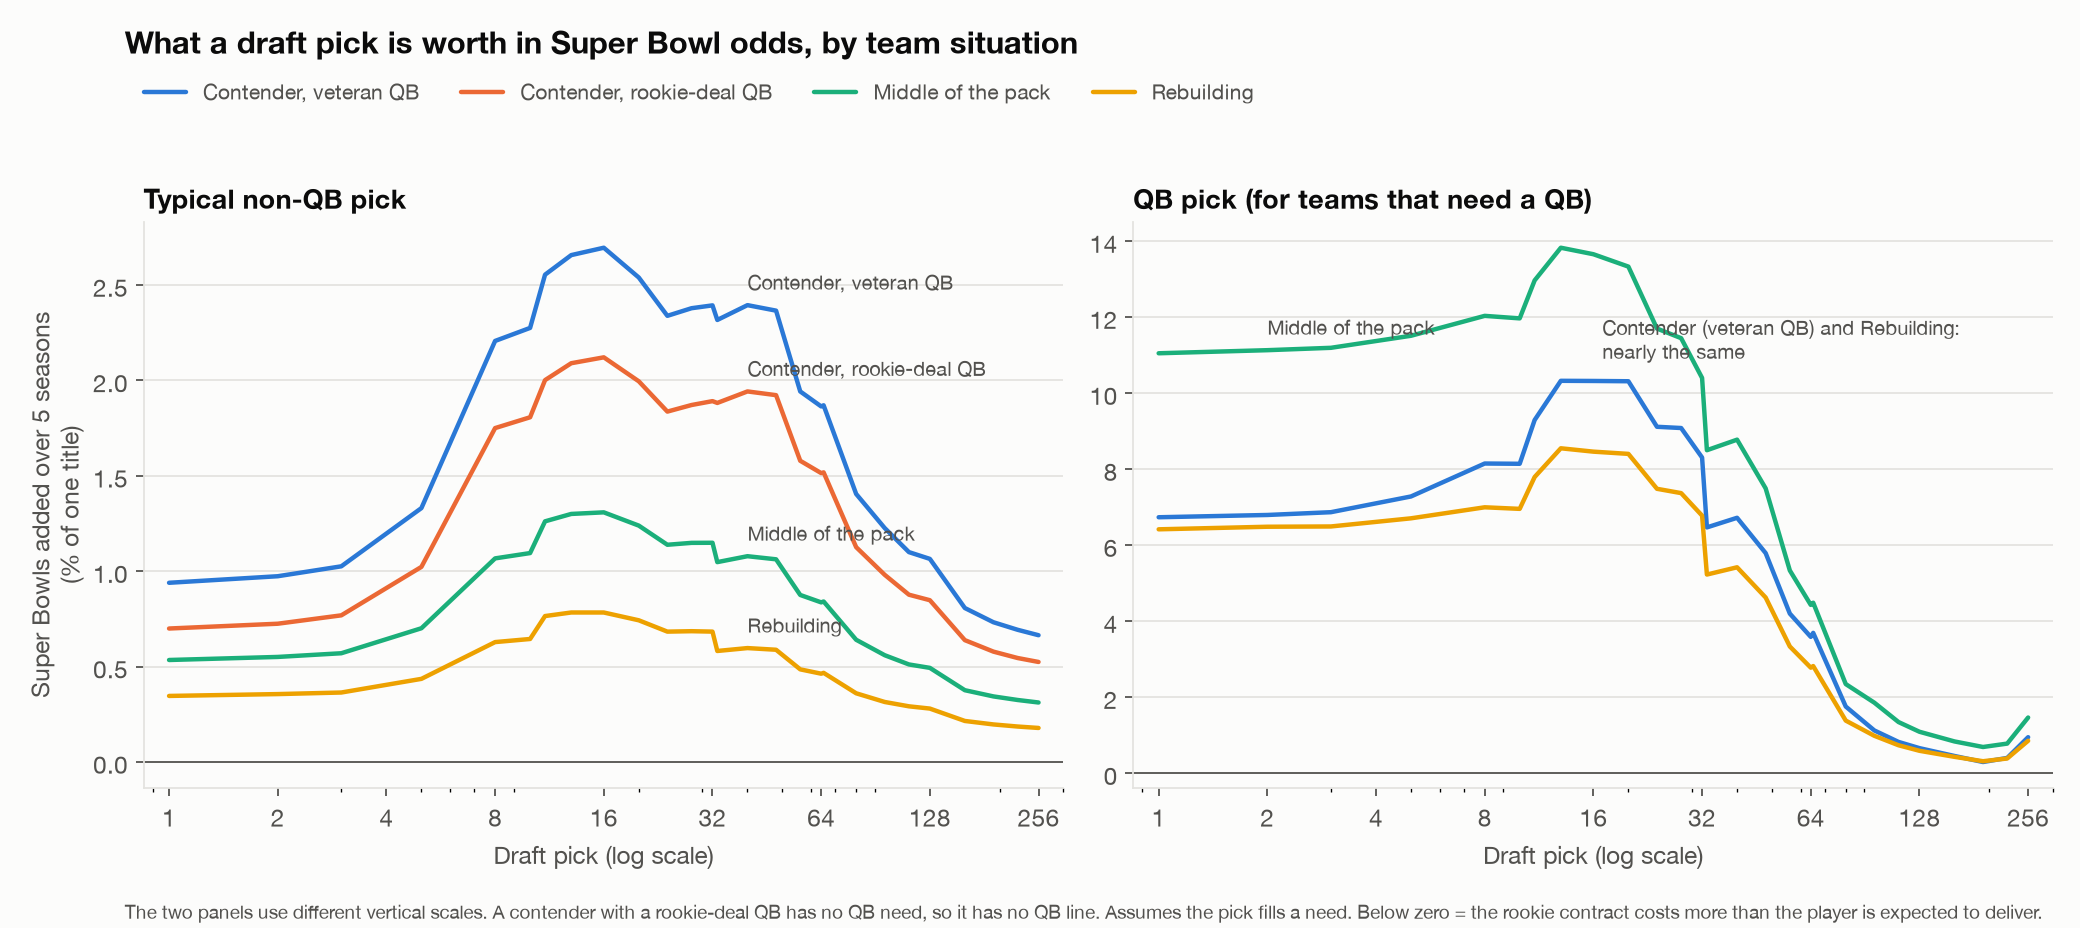 What a draft pick is worth in Super Bowl odds, by team situation
Contender, veteran QB
Contender, rookie-deal QB
Middle of the pack
Rebuilding
Typical non-QB pick
Super Bowls added over 5 seasons
(% of one title)
2.5
2.0
1.5
1.0
0.5
0.0
Contender, veteran QB
Contender, rookie-deal QB
Middle of the pack
Rebuilding
1 2 4 8 16 32 64 128 256
Draft pick (log scale)
QB pick (for teams that need a QB)
14
12
10
8
6
4
2
0
Middle of the pack
Contender (veteran QB) and Rebuilding:
nearly the same
1 2 4 8 16 32 64 128 256
Draft pick (log scale)
The two panels use different vertical scales. A contender with a rookie-deal QB has no QB need, so it has no QB line. Assumes the pick fills a need. Below zero = the rookie contract costs more than the player is expected to deliver.